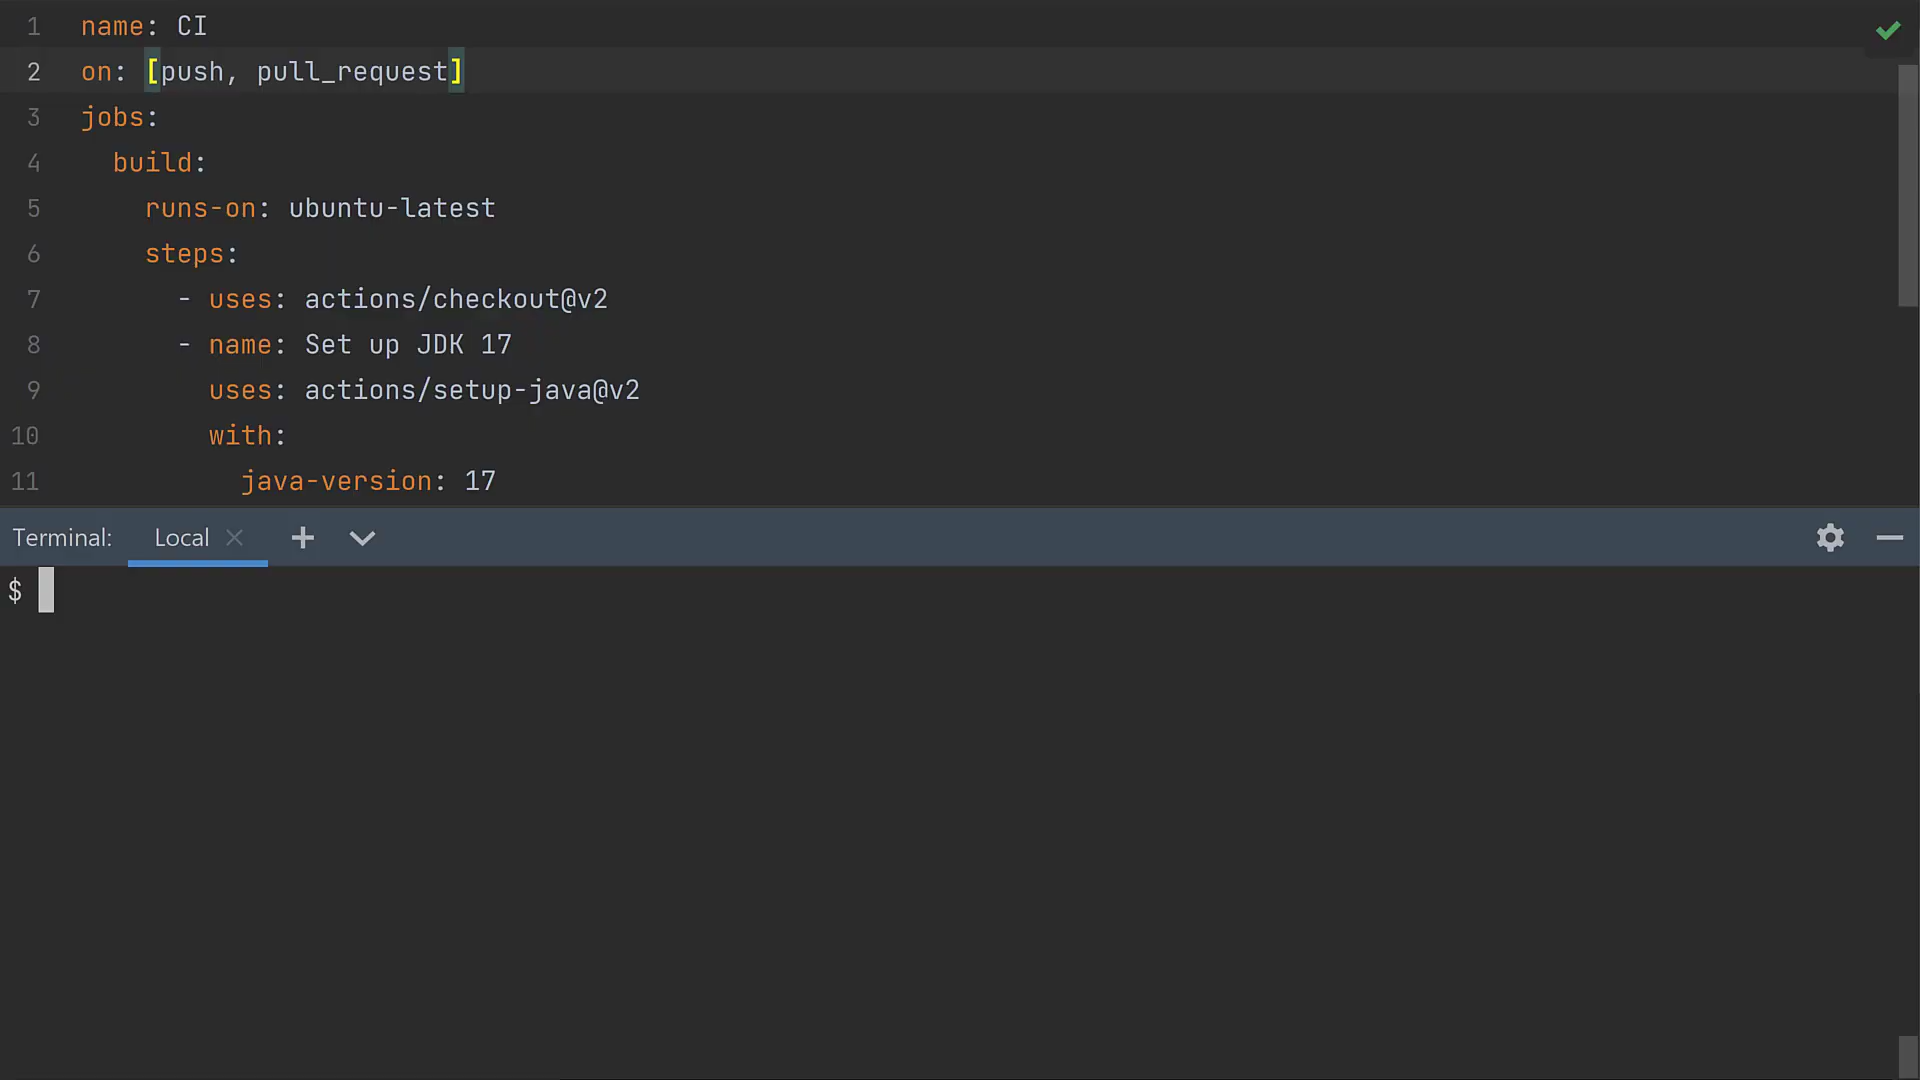 1 name: CI
2 on: [push, pull_request]
3 jobs:
4   build:
5     runs-on: ubuntu-latest
6     steps:
7       - uses: actions/checkout@v2
8       - name: Set up JDK 17
9         uses: actions/setup-java@v2
10         with:
11           java-version: 17
Terminal: Local
$